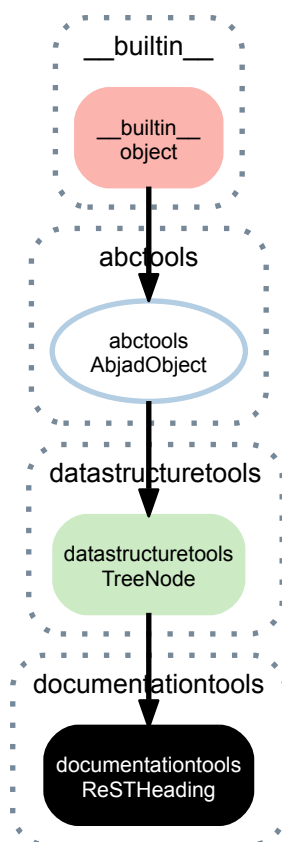 __builtin__
__builtin__
object
abctools
abctools
AbjadObject
datastructuretools
datastructuretools
TreeNode
documentationtools
documentationtools
ReSTHeading